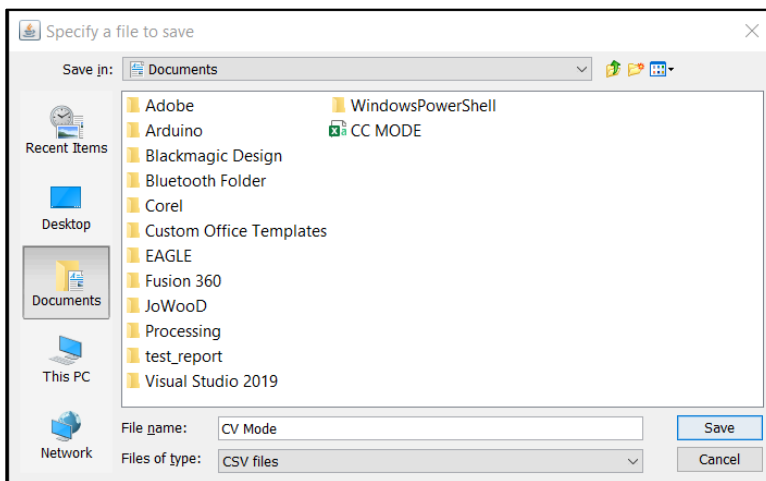 Specify a file to save
Save in: Documents
Recent Items
Desktop
Documents
This PC
Network
Adobe
Arduino
Blackmagic Design
Bluetooth Folder
Corel
Custom Office Templates
EAGLE
Fusion 360
JoWooD
Processing
test_report
Visual Studio 2019
WindowsPowerShell
CC MODE
File name: CV Mode
Save
Files of type: CSV files
Cancel